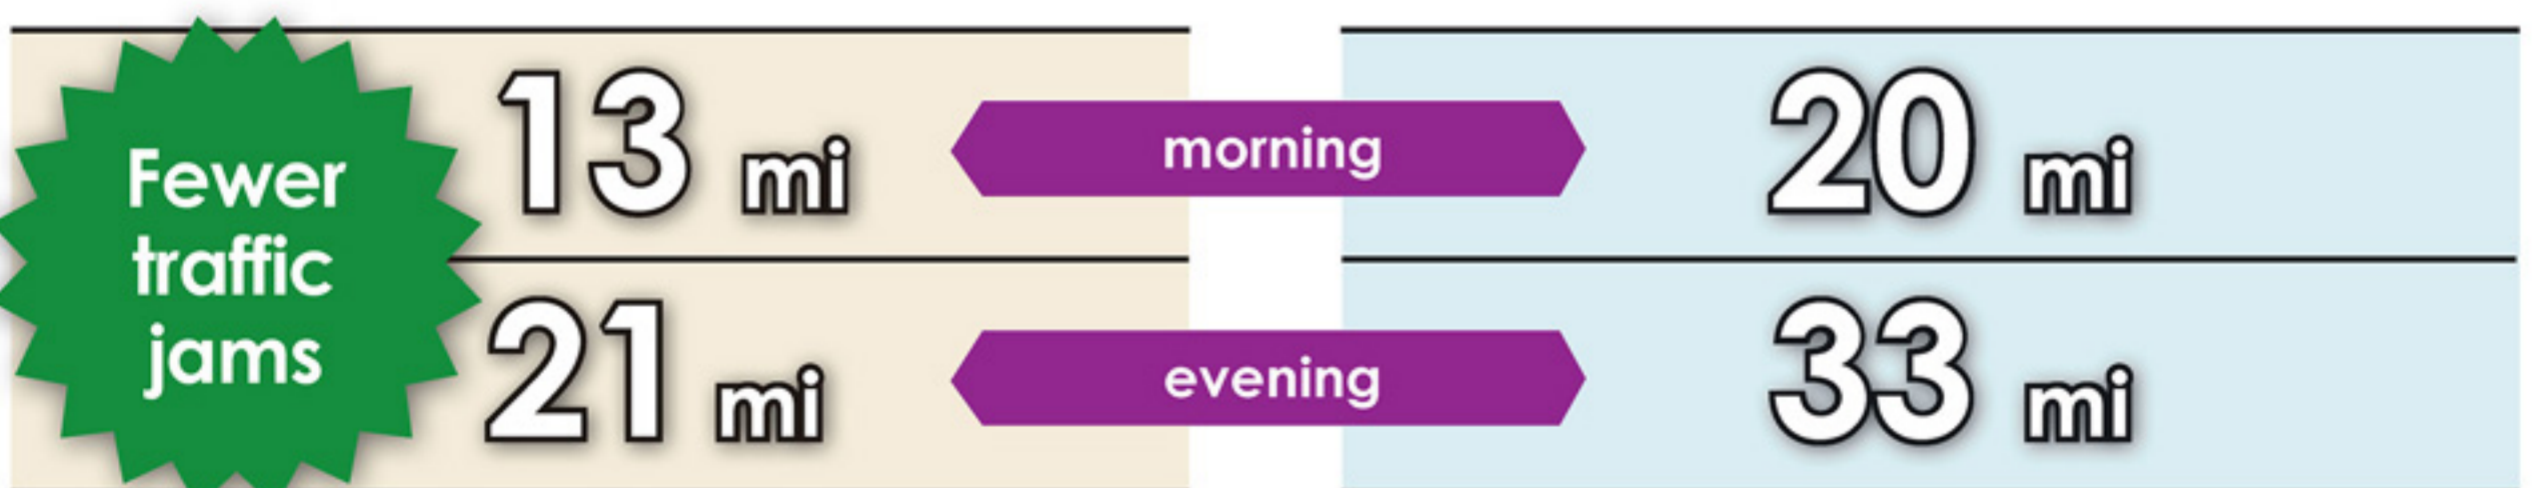 Fewer
traffic
jams
13 mi
morning
20 mi
21 mi
evening
33 mi